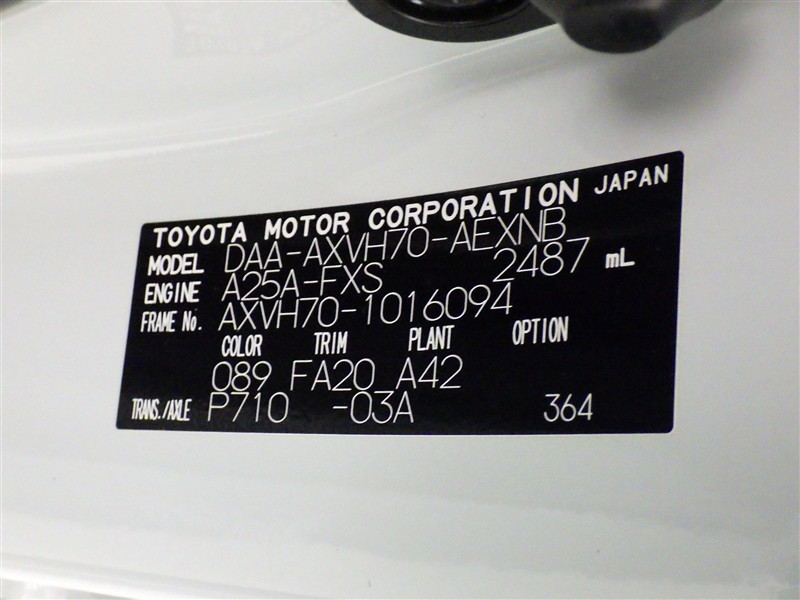 TOYOTA MOTOR CORPORATION JAPAN
MODEL DAA-AXVH70-AEXNB
ENGINE A25A-FXS 2487 mL
FRAME No. AXVH70-1016094
COLOR TRIM PLANT OPTION
089 FA20 A42
TRANS./AXLE P710 -03A 364